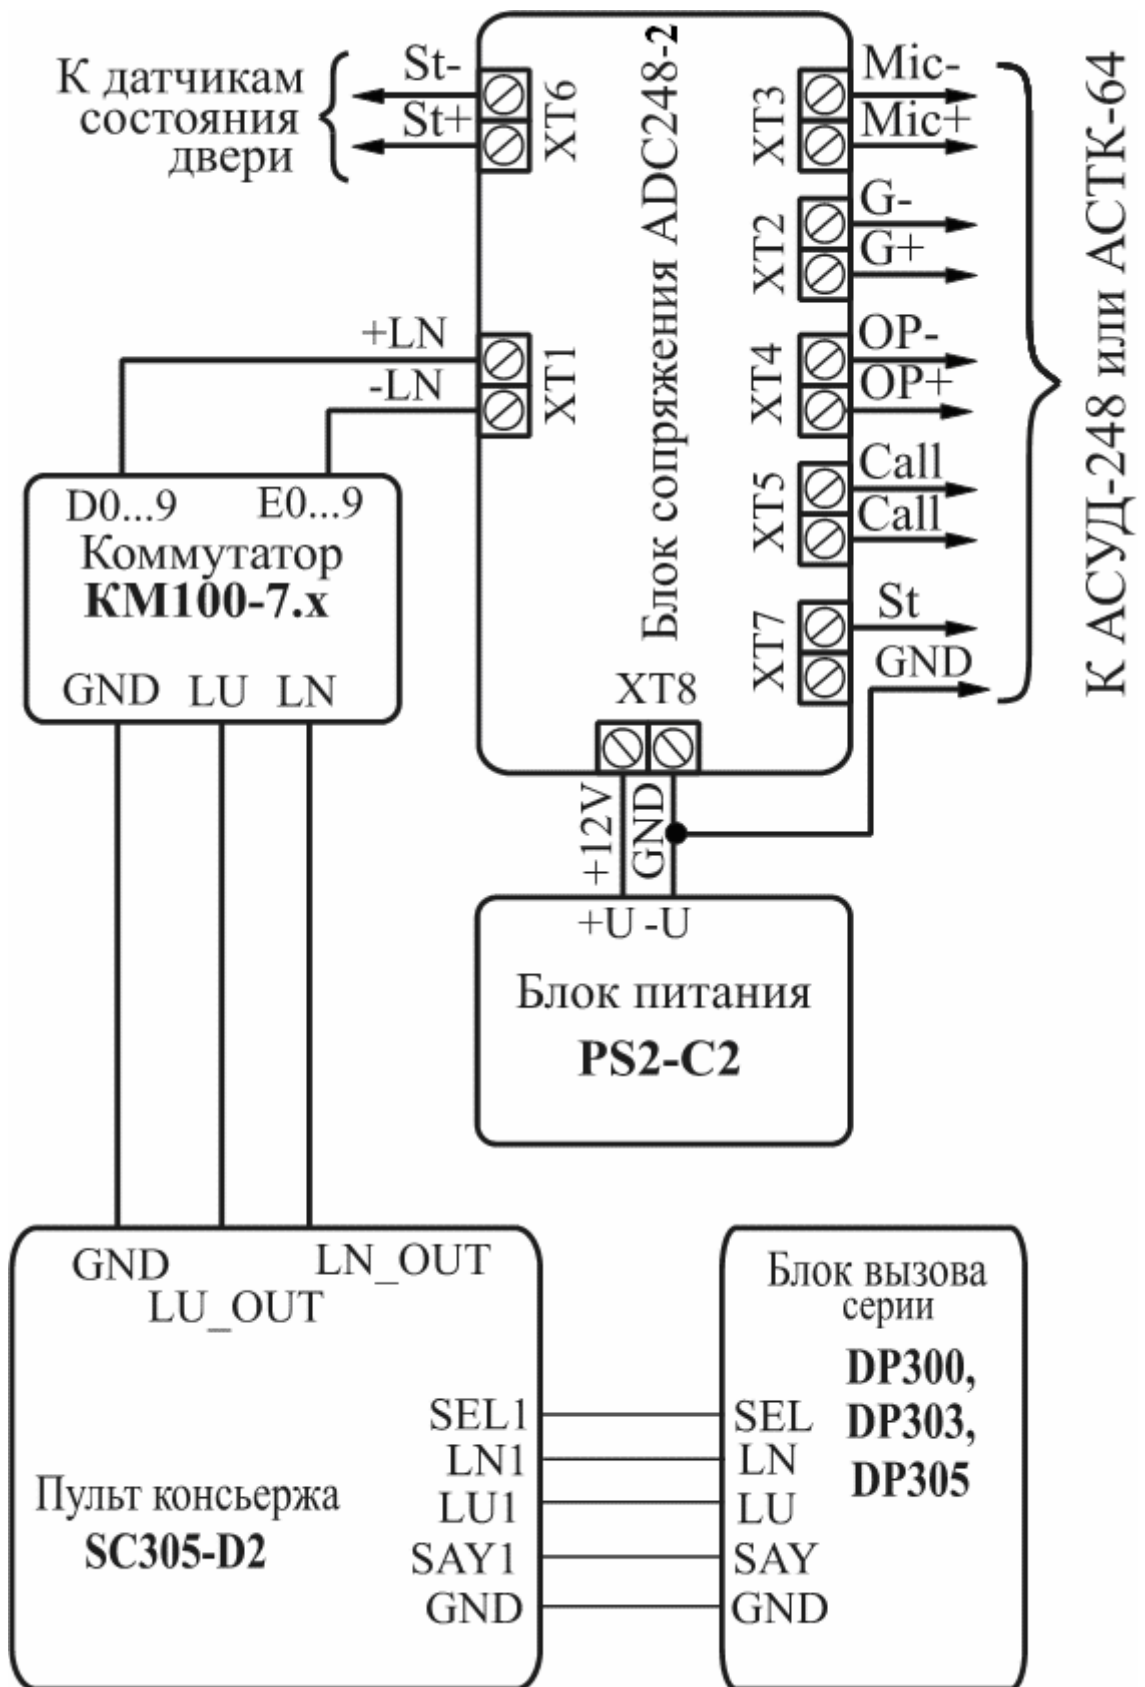 К датчикам
состояния
двери
St-
St+
XT6
Блок сопряжения ADC248-2
XT3
Mic-
Mic+
XT2
G-
G+
+LN
-LN
XT1
XT4
OP-
OP+
XT5
Call
Call
XT7
St
GND
К АСУД-248 или АСТК-64
D0...9
E0...9
Коммутатор
КМ100-7.x
GND
LU
LN
XT8
+12V
GND
+U -U
Блок питания
PS2-C2
GND
LN_OUT
LU_OUT
SEL1
LN1
LU1
SAY1
GND
Пульт консьержа
SC305-D2
Блок вызова
серии
DP300,
DP303,
DP305
SEL
LN
LU
SAY
GND